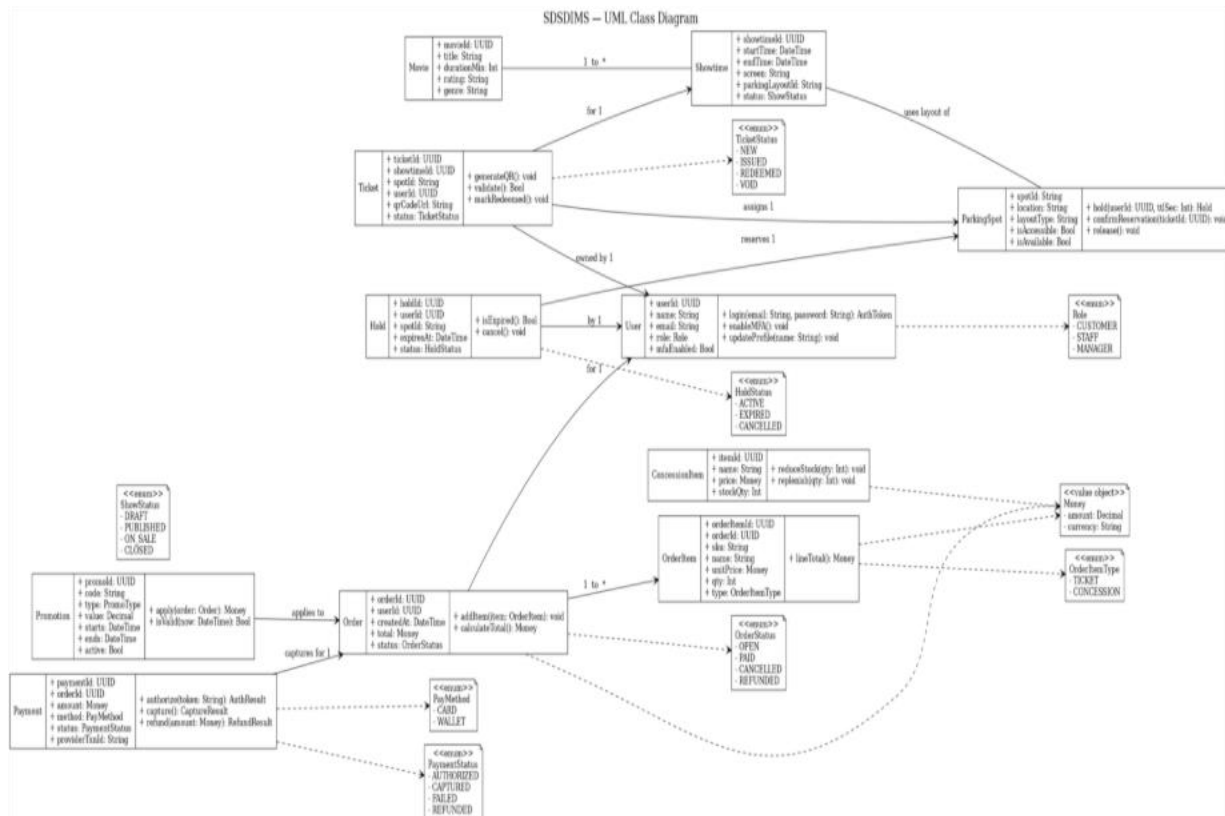 SDSDIMS — UML Class Diagram
Movie
+ movieId: UUID
+ title: String
+ durationMin: Int
+ rating: String
+ genre: String
1 to *
Showtime
+ showtimeId: UUID
+ startTime: DateTime
+ endTime: DateTime
+ screen: String
+ parkingLayoutId: String
+ status: ShowStatus
for 1
uses layout of
<<enum>>
TicketStatus
- NEW
- ISSUED
- REDEEMED
- VOID
Ticket
+ ticketId: UUID
+ showtimeId: UUID
+ spotId: String
+ userId: UUID
+ qrCodeUrl: String
+ status: TicketStatus
+ generateQR(): void
+ validate(): Bool
+ markRedeemed(): void
assigns 1
ParkingSpot
+ spotId: String
+ location: String
+ layoutType: String
+ isAccessible: Bool
+ isAvailable: Bool
+ hold(userId: UUID, ttlSec: Int): Hold
+ confirmReservation(ticketId: UUID): void
+ release(): void
reserves 1
owned by 1
Hold
+ holdId: UUID
+ userId: UUID
+ spotId: String
+ expiresAt: DateTime
+ status: HoldStatus
+ isExpired(): Bool
+ cancel(): void
by 1
User
+ userId: UUID
+ name: String
+ email: String
+ role: Role
+ mfaEnabled: Bool
+ login(email: String, password: String): AuthToken
+ enableMFA(): void
+ updateProfile(name: String): void
<<enum>>
Role
- CUSTOMER
- STAFF
- MANAGER
for 1
<<enum>>
HoldStatus
- ACTIVE
- EXPIRED
- CANCELLED
ConcessionItem
+ itemId: UUID
+ name: String
+ price: Money
+ stockQty: Int
+ reduceStock(qty: Int): void
+ replenish(qty: Int): void
<<enum>>
ShowStatus
- DRAFT
- PUBLISHED
- ON_SALE
- CLOSED
<<value object>>
Money
- amount: Decimal
- currency: String
OrderItem
+ orderItemId: UUID
+ orderId: UUID
+ sku: String
+ name: String
+ unitPrice: Money
+ qty: Int
+ type: OrderItemType
+ lineTotal(): Money
<<enum>>
OrderItemType
- TICKET
- CONCESSION
Promotion
+ promoId: UUID
+ code: String
+ type: PromoType
+ value: Decimal
+ starts: DateTime
+ ends: DateTime
+ active: Bool
+ apply(order: Order): Money
+ isValid(now: DateTime): Bool
applies to
Order
+ orderId: UUID
+ userId: UUID
+ createdAt: DateTime
+ total: Money
+ status: OrderStatus
+ addItem(item: OrderItem): void
+ calculateTotal(): Money
1 to *
<<enum>>
OrderStatus
- OPEN
- PAID
- CANCELLED
- REFUNDED
captures for 1
Payment
+ paymentId: UUID
+ orderId: UUID
+ amount: Money
+ method: PayMethod
+ status: PaymentStatus
+ providerTxnId: String
+ authorize(token: String): AuthResult
+ capture(): CaptureResult
+ refund(amount: Money): RefundResult
<<enum>>
PayMethod
- CARD
- WALLET
<<enum>>
PaymentStatus
- AUTHORIZED
- CAPTURED
- FAILED
- REFUNDED